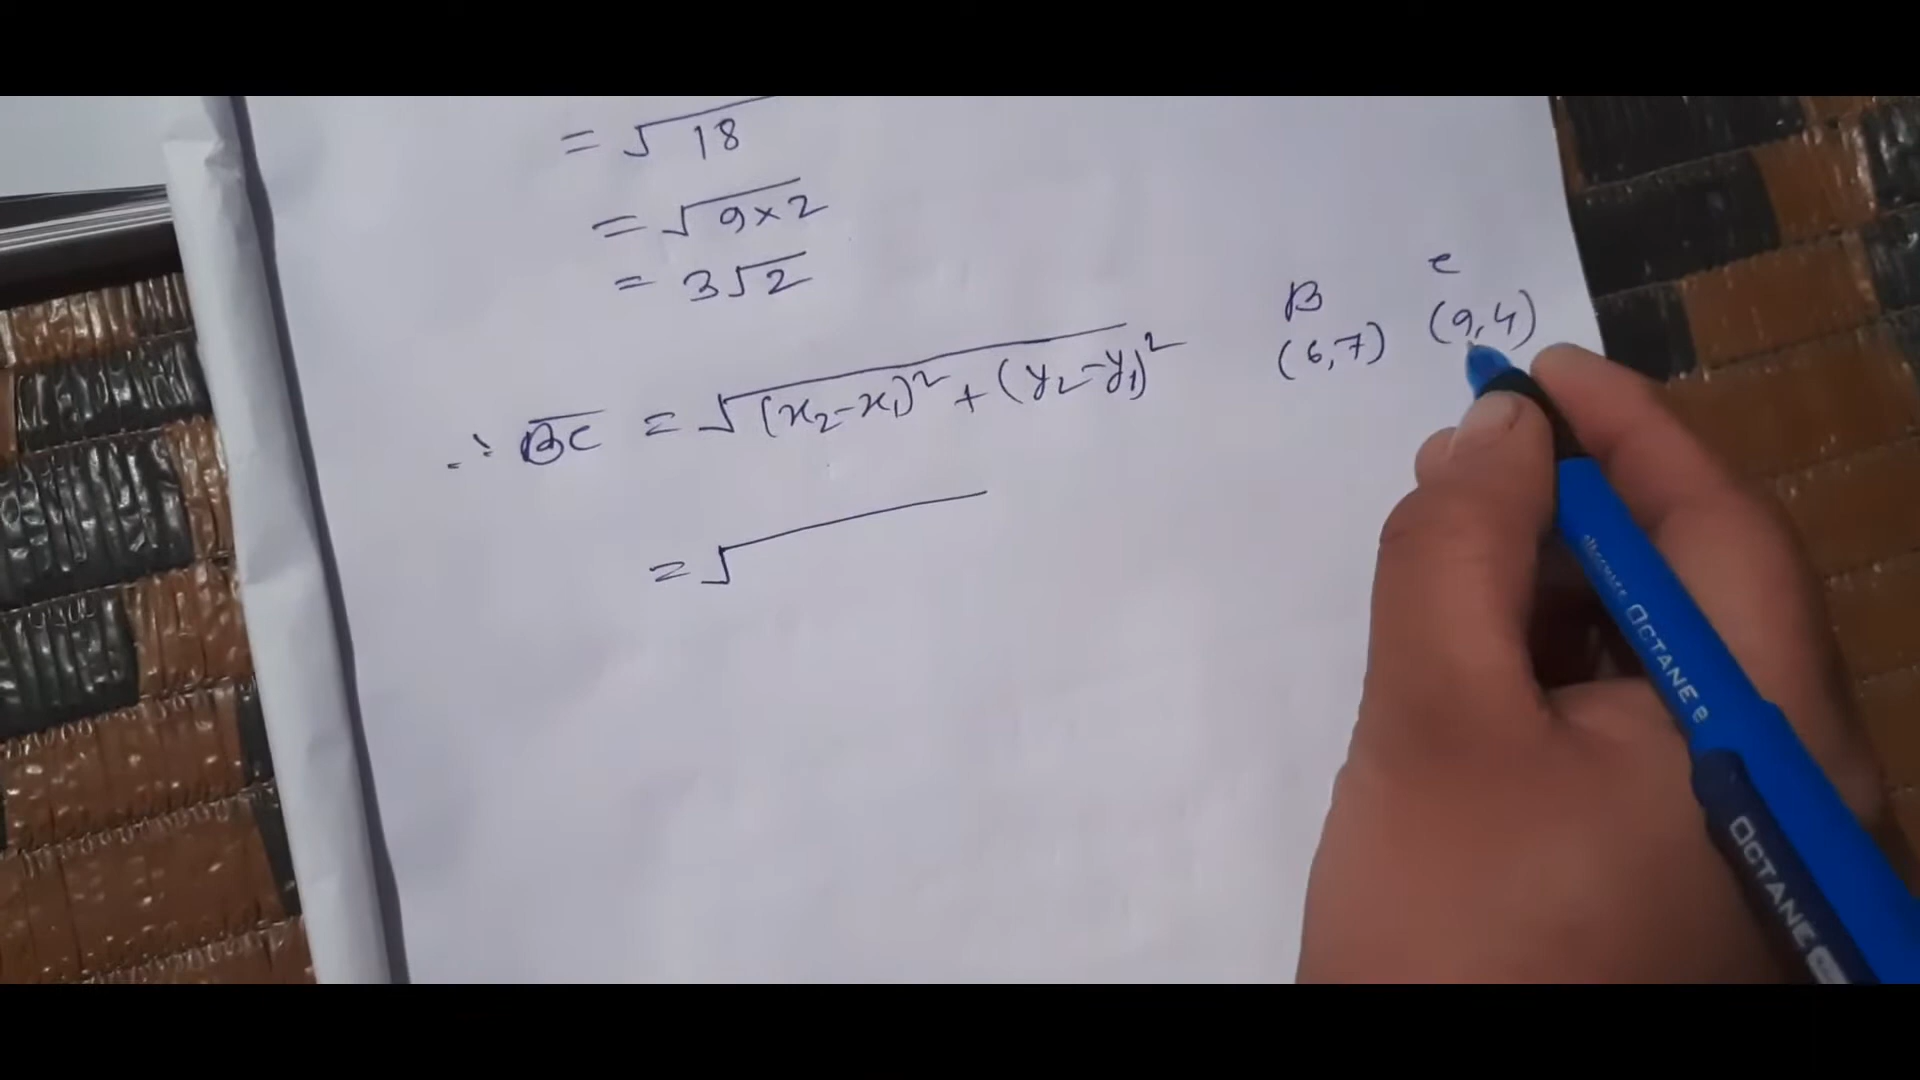 = √18
= √9×2
= 3√2
B C
(6,7) (9,4)
∴ BC = √(x₂-x₁)² + (y₂-y₁)²
= √
OCTANE
OCTANE